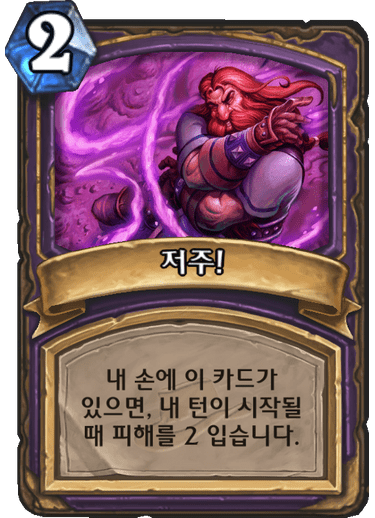 2
저주!
내 손에 이 카드가
있으면, 내 턴이 시작될
때 피해를 2 입습니다.